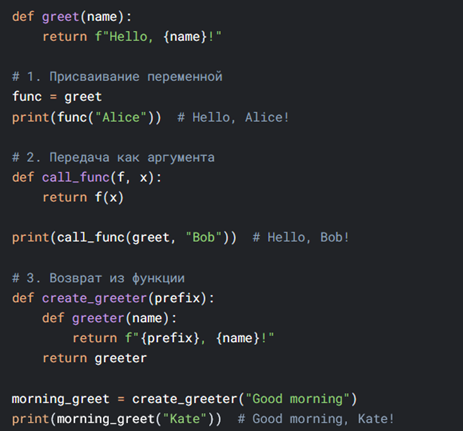 def greet(name):
    return f"Hello, {name}!"

# 1. Присваивание переменной
func = greet
print(func("Alice"))  # Hello, Alice!

# 2. Передача как аргумента
def call_func(f, x):
    return f(x)

print(call_func(greet, "Bob"))  # Hello, Bob!

# 3. Возврат из функции
def create_greeter(prefix):
    def greeter(name):
        return f"{prefix}, {name}!"
    return greeter

morning_greet = create_greeter("Good morning")
print(morning_greet("Kate"))  # Good morning, Kate!